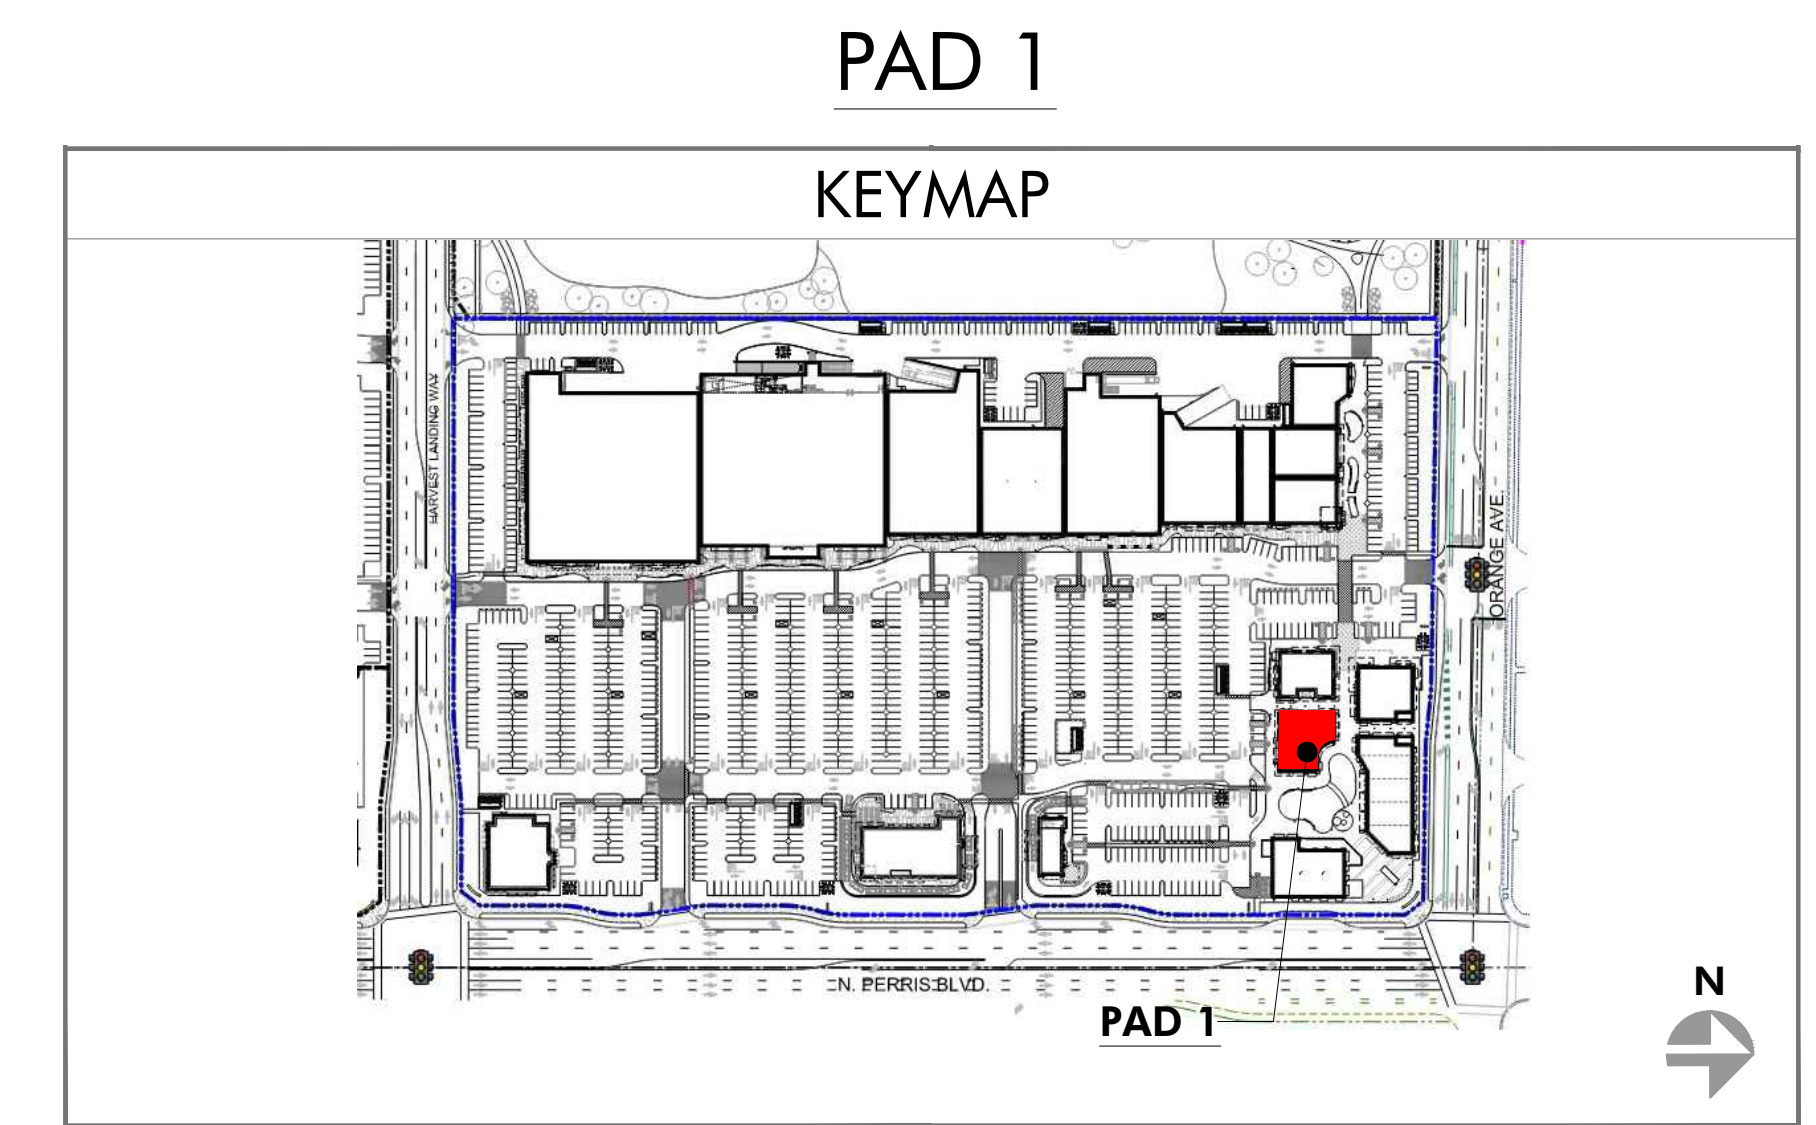 PAD 1
KEYMAP
HARVEST LANDING WAY
ORANGE AVE.
N. PERRIS BLVD.
PAD 1
N